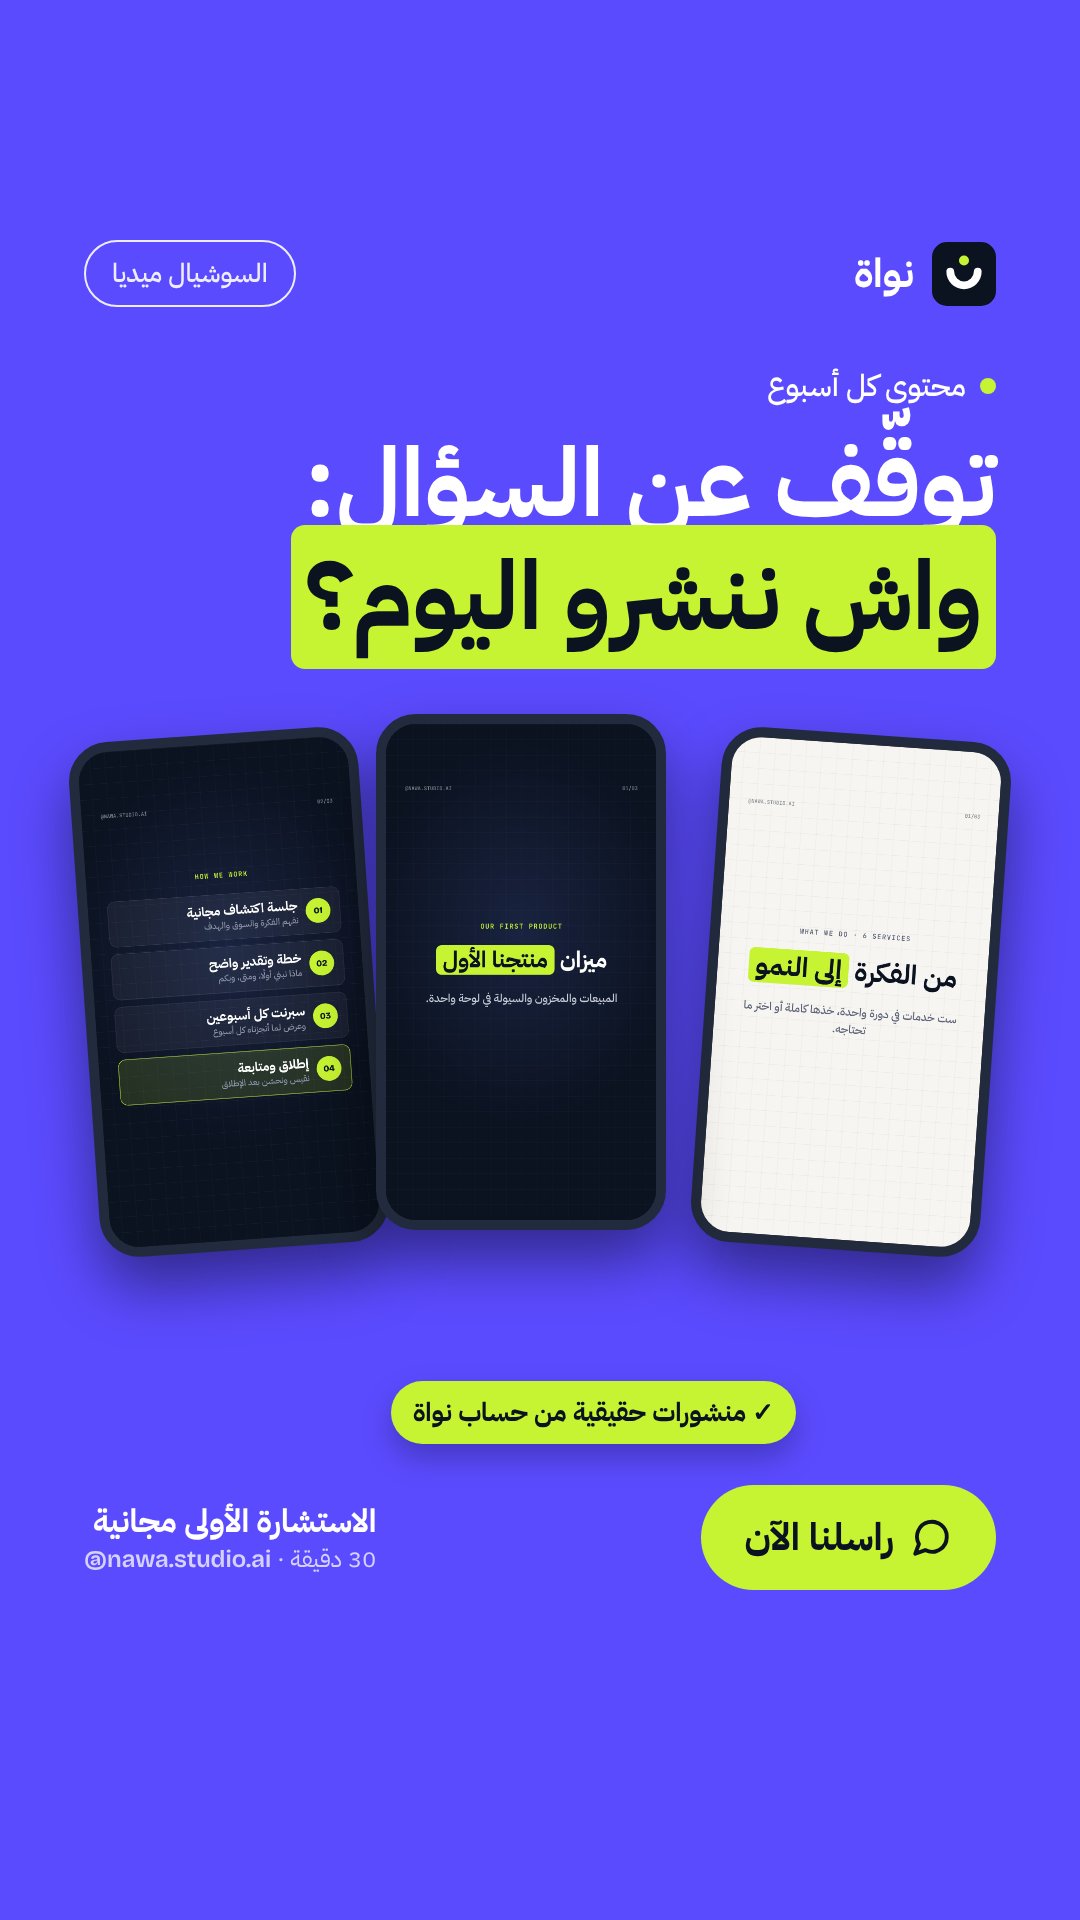 نواة
السوشيال ميديا
محتوى كل أسبوع
توقّف عن السؤال:
واش ننشرو اليوم؟
@NAWA.STUDIO.AI
01/03
WHAT WE DO · 6 SERVICES
من الفكرة إلى النمو
ست خدمات في دورة واحدة، خذها كاملة أو اختر ما
تحتاجه.
@NAWA.STUDIO.AI
01/03
OUR FIRST PRODUCT
ميزان منتجنا الأول
المبيعات والمخزون والسيولة في لوحة واحدة.
@NAWA.STUDIO.AI
HOW WE WORK
01
جلسة اكتشاف مجانية
نفهم الفكرة والسوق والهدف
02
خطة وتقدير واضح
ماذا نبني أولًا، ومتى، وبكم
03
سبرنت كل أسبوعين
وعرض لما أنجزناه كل أسبوع
04
إطلاق ومتابعة
نقيس ونحسّن بعد الإطلاق
✓ منشورات حقيقية من حساب نواة
راسلنا الآن
الاستشارة الأولى مجانية
30 دقيقة · @nawa.studio.ai